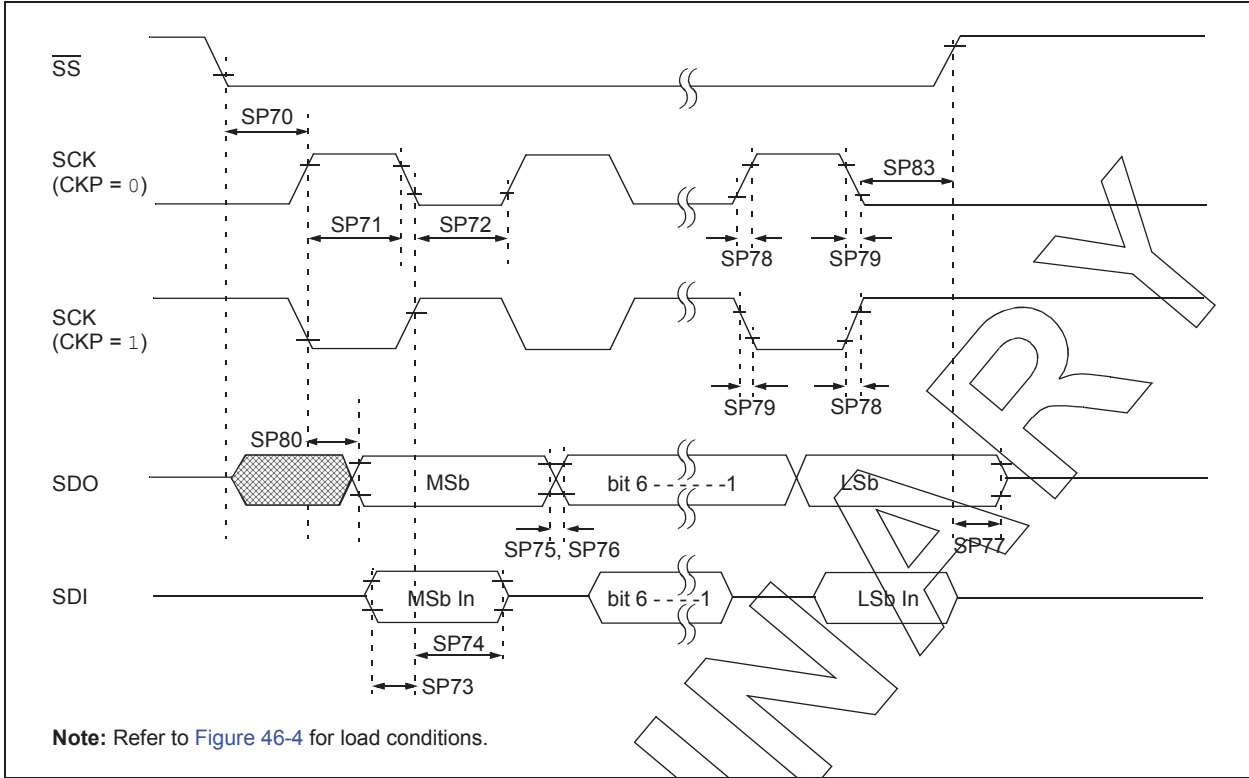 SS
SP70
SCK
(CKP = 0)
SP83
SP71
SP72
SP78
SP79
SCK
(CKP = 1)
SP79
SP78
SP80
SDO
MSb
bit 6 - - - - - -1
LSb
SP75, SP76
SP77
SDI
MSb In
bit 6 - - - -1
LSb In
SP74
SP73
Note: Refer to Figure 46-4 for load conditions.
INARY